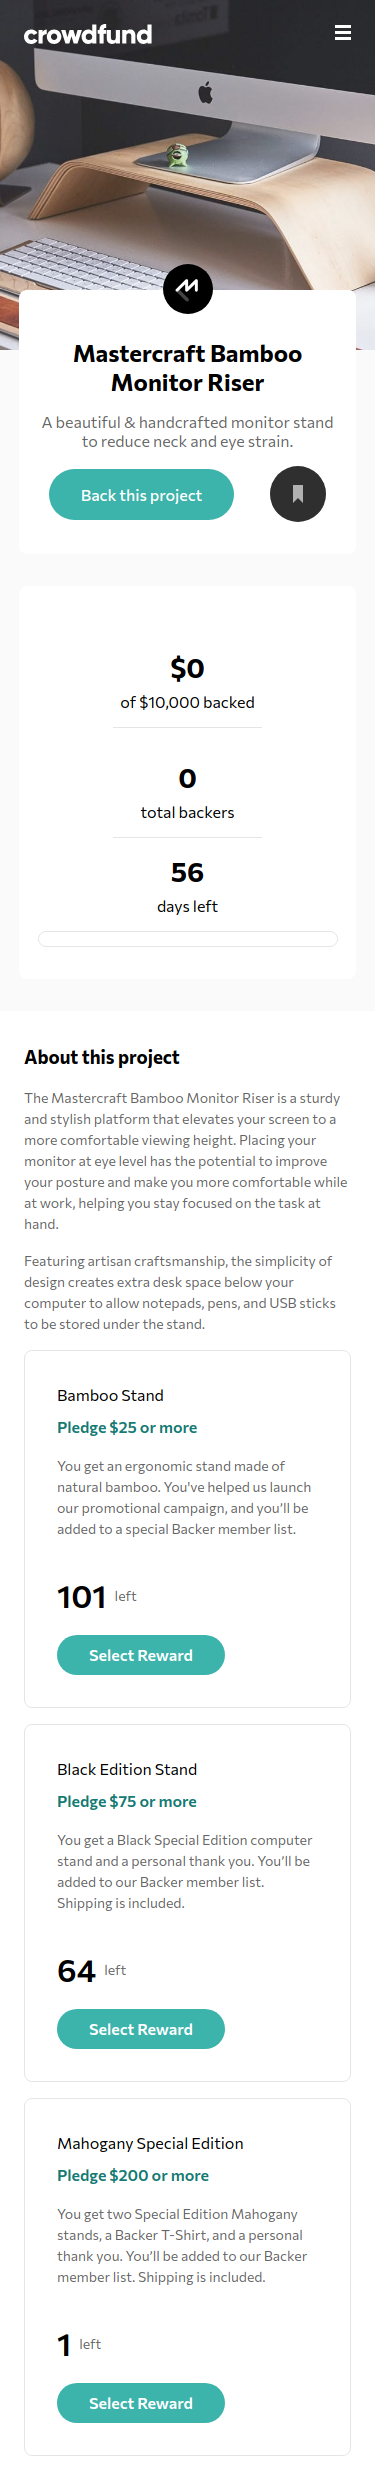 crowdfund
Mastercraft Bamboo
Monitor Riser
A beautiful & handcrafted monitor stand
to reduce neck and eye strain.
Back this project
$0
of $10,000 backed
0
total backers
56
days left
About this project
The Mastercraft Bamboo Monitor Riser is a sturdy
and stylish platform that elevates your screen to a
more comfortable viewing height. Placing your
monitor at eye level has the potential to improve
your posture and make you more comfortable while
at work, helping you stay focused on the task at
hand.
Featuring artisan craftsmanship, the simplicity of
design creates extra desk space below your
computer to allow notepads, pens, and USB sticks
to be stored under the stand.
Bamboo Stand
Pledge $25 or more
You get an ergonomic stand made of
natural bamboo. You've helped us launch
our promotional campaign, and you'll be
added to a special Backer member list.
101 left
Select Reward
Black Edition Stand
Pledge $75 or more
You get a Black Special Edition computer
stand and a personal thank you. You'll be
added to our Backer member list.
Shipping is included.
64 left
Select Reward
Mahogany Special Edition
Pledge $200 or more
You get two Special Edition Mahogany
stands, a Backer T-Shirt, and a personal
thank you. You'll be added to our Backer
member list. Shipping is included.
1 left
Select Reward